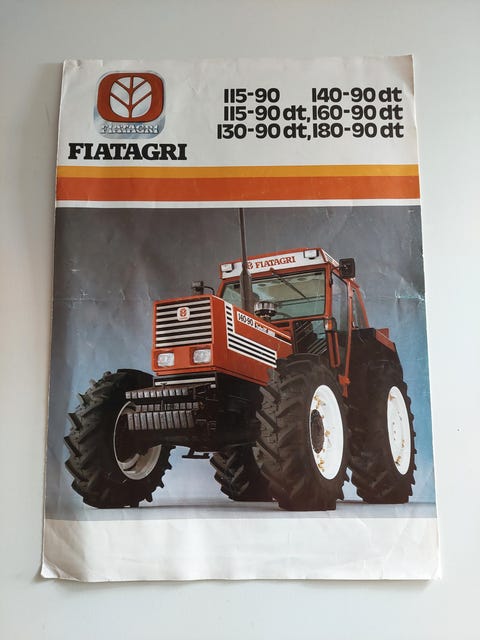 115-90 140-90 dt
115-90 dt, 160-90 dt
130-90 dt, 180-90 dt
FIATAGRI
FIATAGRI
FIATAGRI
140-90